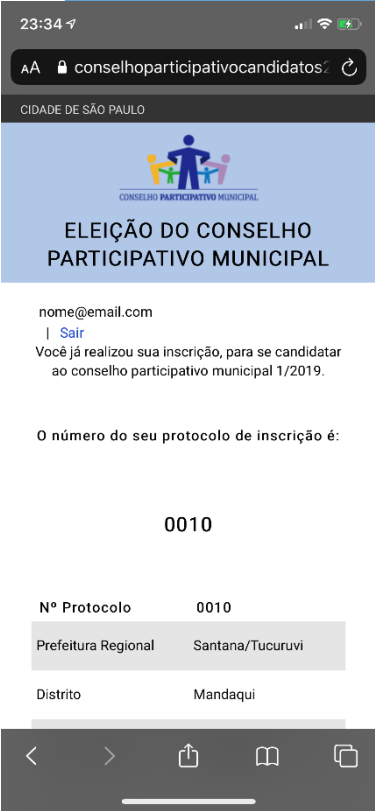 23:34
AA conselhoparticipativocandidatos2
CIDADE DE SÃO PAULO
CONSELHO PARTICIPATIVO MUNICIPAL
ELEIÇÃO DO CONSELHO
PARTICIPATIVO MUNICIPAL
nome@email.com
| Sair
Você já realizou sua inscrição, para se candidatar
ao conselho participativo municipal 1/2019.
O número do seu protocolo de inscrição é:
0010
Nº Protocolo 0010
Prefeitura Regional Santana/Tucuruvi
Distrito Mandaqui